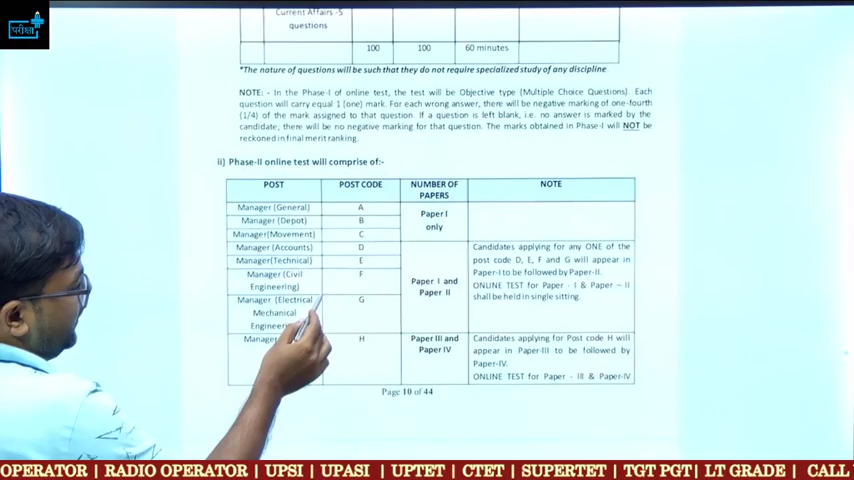 परीक्षा
Current Affairs -5
questions
100 100 60 minutes
*The nature of questions will be such that they do not require specialized study of any discipline
NOTE: - In the Phase-I of online test, the test will be Objective type (Multiple Choice Questions). Each
question will carry equal 1 (one) mark. For each wrong answer, there will be negative marking of one-fourth
(1/4) of the mark assigned to that question. If a question is left blank, i.e. no answer is marked by the
candidate, there will be no negative marking for that question. The marks obtained in Phase-I will NOT be
reckoned in final merit ranking.
ii) Phase-II online test will comprise of:-
POST POST CODE NUMBER OF PAPERS NOTE
Manager (General) A
Manager (Depot) B
Manager(Movement) C
Paper I
only
Manager (Accounts) D
Manager(Technical) E
Manager (Civil
Engineering) F
Manager (Electrical
Mechanical G
Paper I and
Paper II
Candidates applying for any ONE of the
post code D, E, F and G will appear in
Paper-I to be followed by Paper-II.
ONLINE TEST for Paper - I & Paper – II
shall be held in single sitting.
H
Paper III and
Paper IV
Candidates applying for Post code H will
appear in Paper-III to be followed by
Paper-IV.
ONLINE TEST for Paper - III & Paper-IV
Page 10 of 44
OPERATOR | RADIO OPERATOR | UPSI | UPASI | UPTET | CTET | SUPERTET | TGT PGT| LT GRADE | CALL